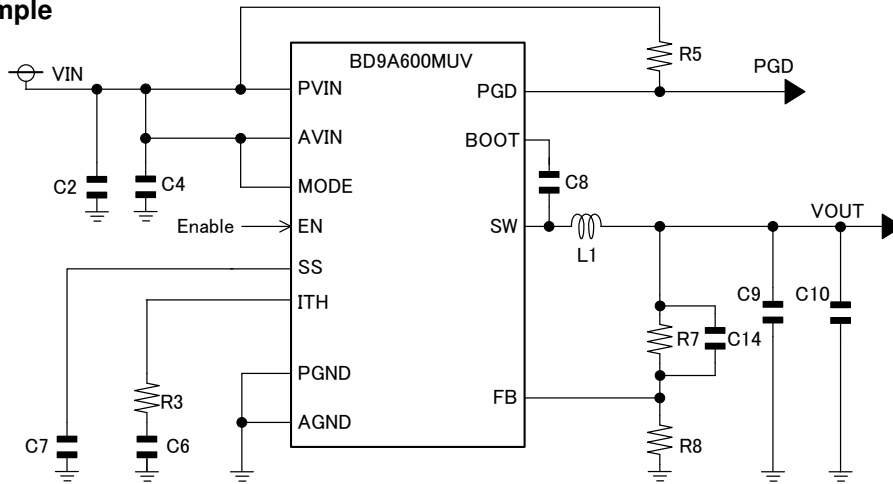 mple
BD9A600MUV
VIN
R5
PGD
PVIN
PGD
AVIN
BOOT
C2
C4
MODE
C8
Enable
EN
SW
VOUT
L1
SS
ITH
C9
C10
R7
C14
PGND
FB
R3
AGND
C7
C6
R8